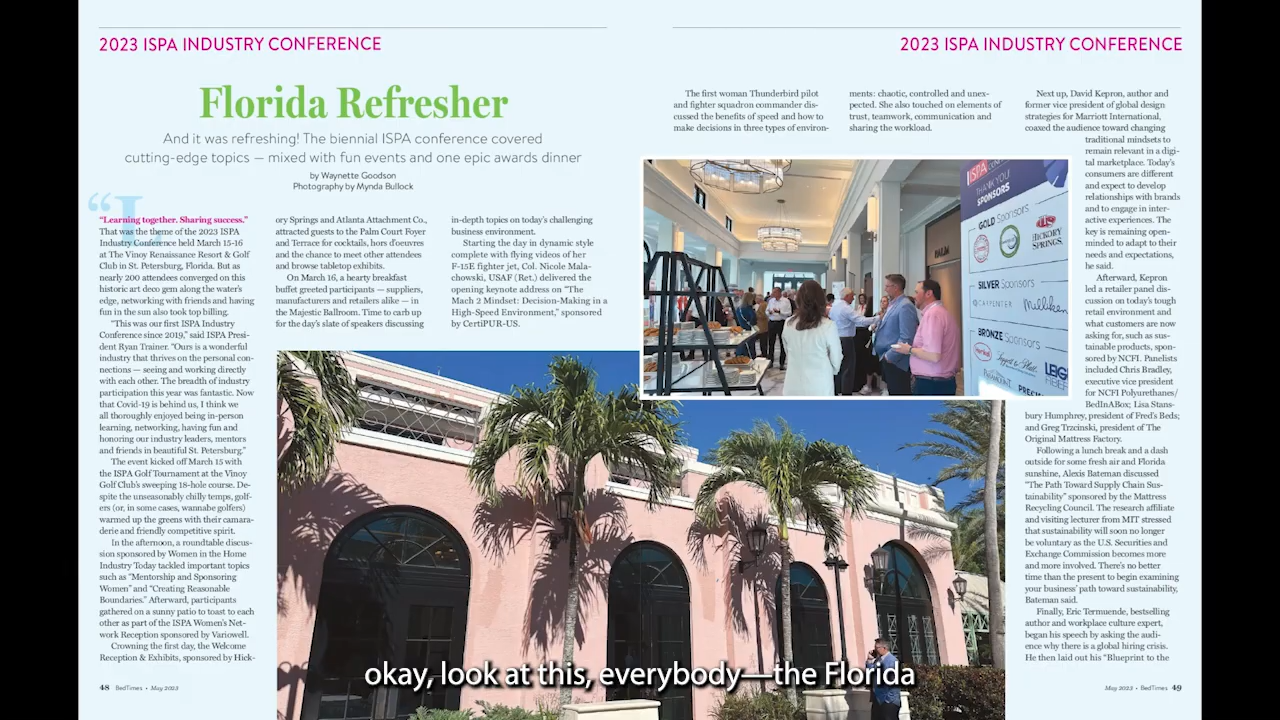 2023 ISPA INDUSTRY CONFERENCE
2023 ISPA INDUSTRY CONFERENCE
Florida Refresher
And it was refreshing! The biennial ISPA conference covered
cutting-edge topics — mixed with fun events and one epic awards dinner
by Waynette Goodson
Photography by Mynda Bullock
“L
“Learning together. Sharing success.”
That was the theme of the 2023 ISPA
Industry Conference held March 15-16
at The Vinoy Renaissance Resort & Golf
Club in St. Petersburg, Florida. But as
nearly 200 attendees converged on this
historic art deco gem along the water's
edge, networking with friends and having
fun in the sun also took top billing.
“This was our first ISPA Industry
Conference since 2019,” said ISPA Presi-
dent Ryan Trainer. “Ours is a wonderful
industry that thrives on the personal con-
nections — seeing and working directly
with each other. The breadth of industry
participation this year was fantastic. Now
that Covid-19 is behind us, I think we
all thoroughly enjoyed being in-person
learning, networking, having fun and
honoring our industry leaders, mentors
and friends in beautiful St. Petersburg.”
The event kicked off March 15 with
the ISPA Golf Tournament at the Vinoy
Golf Club's sweeping 18-hole course. De-
spite the unseasonably chilly temps, golf-
ers (or, in some cases, wannabe golfers)
warmed up the greens with their camara-
derie and friendly competitive spirit.
In the afternoon, a roundtable discus-
sion sponsored by Women in the Home
Industry Today tackled important topics
such as “Mentorship and Sponsoring
Women” and “Creating Reasonable
Boundaries.” Afterward, participants
gathered on a sunny patio to toast to each
other as part of the ISPA Women's Net-
work Reception sponsored by Variowell.
Crowning the first day, the Welcome
Reception & Exhibits, sponsored by Hick-
ory Springs and Atlanta Attachment Co.,
attracted guests to the Palm Court Foyer
and Terrace for cocktails, hors d'oeuvres
and the chance to meet other attendees
and browse tabletop exhibits.
On March 16, a hearty breakfast
buffet greeted participants — suppliers,
manufacturers and retailers alike — in
the Majestic Ballroom. Time to carb up
for the day's slate of speakers discussing
in-depth topics on today's challenging
business environment.
Starting the day in dynamic style
complete with flying videos of her
F-15E fighter jet, Col. Nicole Mala-
chowski, USAF (Ret.) delivered the
opening keynote address on “The
Mach 2 Mindset: Decision-Making in a
High-Speed Environment,” sponsored
by CertiPUR-US.
The first woman Thunderbird pilot
and fighter squadron commander dis-
cussed the benefits of speed and how to
make decisions in three types of environ-
ments: chaotic, controlled and unex-
pected. She also touched on elements of
trust, teamwork, communication and
sharing the workload.
Next up, David Kepron, author and
former vice president of global design
strategies for Marriott International,
coaxed the audience toward changing
traditional mindsets to
remain relevant in a digi-
tal marketplace. Today's
consumers are different
and expect to develop
relationships with brands
and to engage in inter-
active experiences. The
key is remaining open-
minded to adapt to their
needs and expectations,
he said.
Afterward, Kepron
led a retailer panel dis-
cussion on today's tough
retail environment and
what customers are now
asking for, such as sus-
tainable products, spon-
sored by NCFI. Panelists
included Chris Bradley,
executive vice president
for NCFI Polyurethanes/
BedInABox; Lisa Stans-
bury Humphrey, president of Fred's Beds;
and Greg Trzcinski, president of The
Original Mattress Factory.
Following a lunch break and a dash
outside for some fresh air and Florida
sunshine, Alexis Bateman discussed
“The Path Toward Supply Chain Sus-
tainability” sponsored by the Mattress
Recycling Council. The research affiliate
and visiting lecturer from MIT stressed
that sustainability will soon no longer
be voluntary as the U.S. Securities and
Exchange Commission becomes more
and more involved. There's no better
time than the present to begin examining
your business' path toward sustainability,
Bateman said.
Finally, Eric Termuende, bestselling
author and workplace culture expert,
began his speech by asking the audi-
ence why there is a global hiring crisis.
He then laid out his “Blueprint to the
ISPA
THANK YOU
SPONSORS
GOLD Sponsors
HICKORY
SPRINGS
SILVER Sponsors
CARPENTER
Milliken
BRONZE Sponsors
Leggett & Platt
PARAMOUNT
PALM
48 BedTimes • May 2023
May 2023 • BedTimes 49
okay, look at this, everybody—the Florida